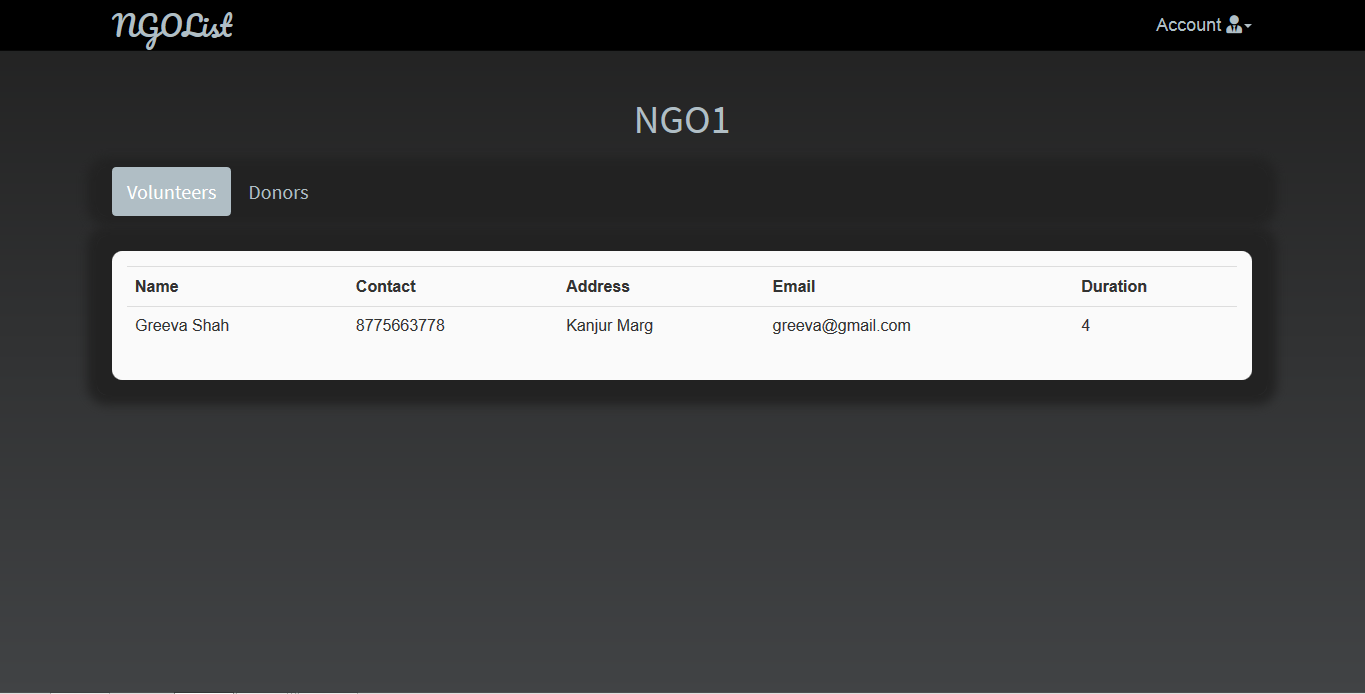 NGOList
Account
NGO1
Volunteers Donors
Name Contact Address Email Duration
Greeva Shah 8775663778 Kanjur Marg greeva@gmail.com 4